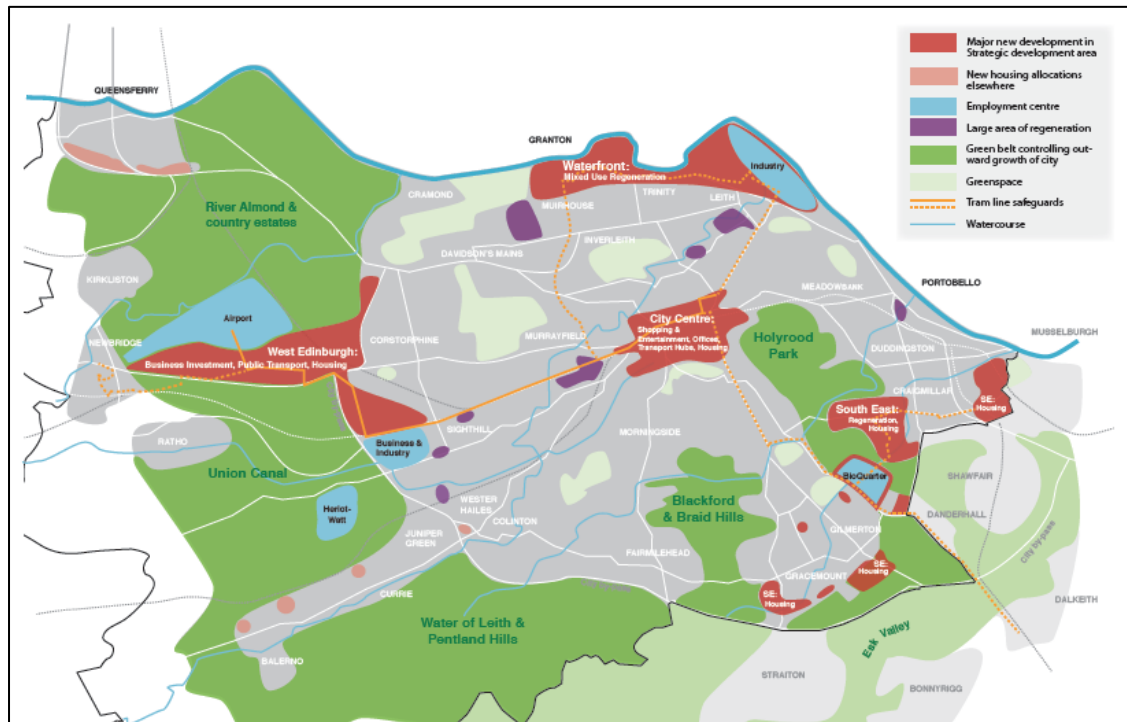 Major new development in
Strategic development area
New housing allocations
elsewhere
Employment centre
Large area of regeneration
Green belt controlling out-
ward growth of city
Greenspace
Tram line safeguards
Watercourse
QUEENSFERRY
GRANTON
Waterfront:
Mixed Use Regeneration
Industry
CRAMOND
MUIRHOUSE
TRINITY
LEITH
River Almond &
country estates
INVERLEITH
DAVIDSON'S MAINS
KIRKLISTON
MEADOWBANK
PORTOBELLO
Airport
City Centre:
Shopping &
Entertainment, Offices,
Transport Hubs, Housing
MUSSELBURGH
NEWBRIDGE
West Edinburgh:
Business Investment, Public Transport, Housing
CORSTORPHINE
MURRAYFIELD
Holyrood
Park
DUDDINGSTON
CRAIGMILLAR
SE:
Housing
South East:
Regeneration,
Housing
SIGHTHILL
MORNINGSIDE
RATHO
Business &
Industry
Union Canal
BioQuarter
SHAWFAIR
Heriot-
Watt
WESTER
HAILES
Blackford
& Braid Hills
DANDERHALL
COLINTON
JUNIPER
GREEN
GILMERTON
City by-pass
FAIRMILEHEAD
SE:
Housing
GRACEMOUNT
CURRIE
SE:
Housing
DALKEITH
Water of Leith &
Pentland Hills
Esk Valley
BALERNO
STRAITON
BONNYRIGG